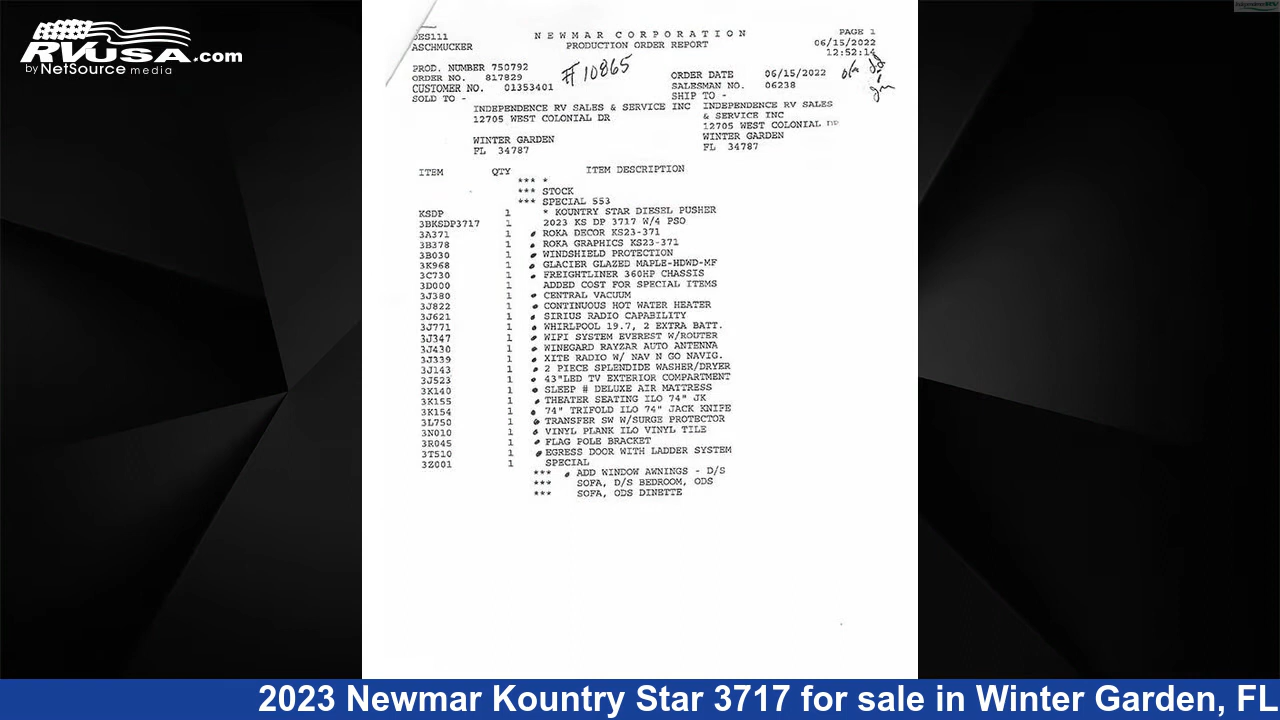 RVUSA.com
by NetSource media
IndependenceRV
DES111 NEWMAR CORPORATION PAGE 1
ASCHMUCKER PRODUCTION ORDER REPORT 06/15/2022
12:52:14
PROD. NUMBER 750792 #10865
ORDER NO. 817829 ORDER DATE 06/15/2022
CUSTOMER NO. 01353401 SALESMAN NO. 06238
SOLD TO - SHIP TO -
INDEPENDENCE RV SALES & SERVICE INC INDEPENDENCE RV SALES
12705 WEST COLONIAL DR & SERVICE INC
12705 WEST COLONIAL DR
WINTER GARDEN WINTER GARDEN
FL 34787 FL 34787
ITEM QTY ITEM DESCRIPTION
*** *
*** STOCK
*** SPECIAL 553
KSDP 1 * KOUNTRY STAR DIESEL PUSHER
3BKSDP3717 1 2023 KS DP 3717 W/4 PSO
3A371 1 ROKA DECOR KS23-371
3B378 1 ROKA GRAPHICS KS23-371
3B030 1 WINDSHIELD PROTECTION
3K968 1 GLACIER GLAZED MAPLE-HDWD-MF
3C730 1 FREIGHTLINER 360HP CHASSIS
3D000 1 ADDED COST FOR SPECIAL ITEMS
3J380 1 CENTRAL VACUUM
3J822 1 CONTINUOUS HOT WATER HEATER
3J621 1 SIRIUS RADIO CAPABILITY
3J771 1 WHIRLPOOL 19.7, 2 EXTRA BATT.
3J347 1 WIFI SYSTEM EVEREST W/ROUTER
3J430 1 WINEGARD RAYZAR AUTO ANTENNA
3J339 1 XITE RADIO W/ NAV N GO NAVIG.
3J143 1 2 PIECE SPLENDIDE WASHER/DRYER
3J523 1 43"LED TV EXTERIOR COMPARTMENT
3K140 1 SLEEP # DELUXE AIR MATTRESS
3K155 1 THEATER SEATING ILO 74" JK
3K154 1 74" TRIFOLD ILO 74" JACK KNIFE
3L750 1 TRANSFER SW W/SURGE PROTECTOR
3N010 1 VINYL PLANK ILO VINYL TILE
3R045 1 FLAG POLE BRACKET
3T510 1 EGRESS DOOR WITH LADDER SYSTEM
3Z001 1 SPECIAL
*** ADD WINDOW AWNINGS - D/S
*** SOFA, D/S BEDROOM, ODS
*** SOFA, ODS DINETTE
2023 Newmar Kountry Star 3717 for sale in Winter Garden, FL